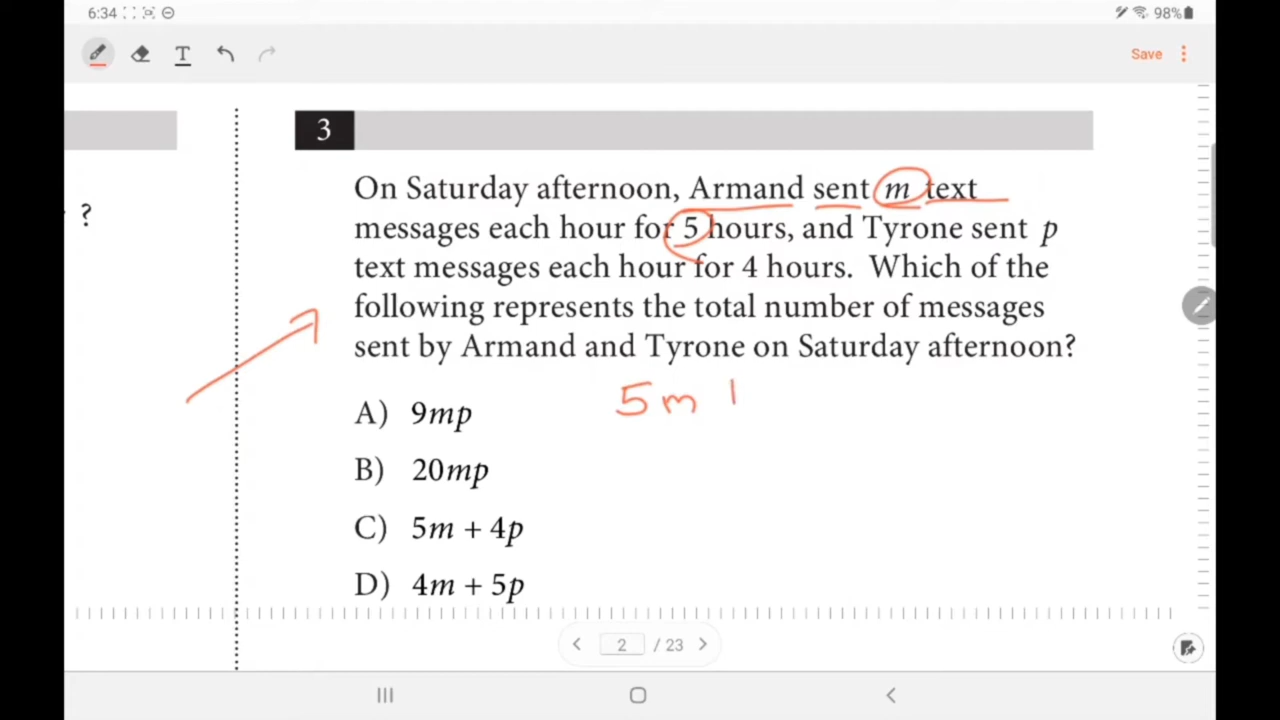 6:34
98%
T
Save
3
?
On Saturday afternoon, Armand sent m text
messages each hour for 5 hours, and Tyrone sent p
text messages each hour for 4 hours. Which of the
following represents the total number of messages
sent by Armand and Tyrone on Saturday afternoon?
5m
A) 9mp
B) 20mp
C) 5m + 4p
D) 4m + 5p
2 / 23